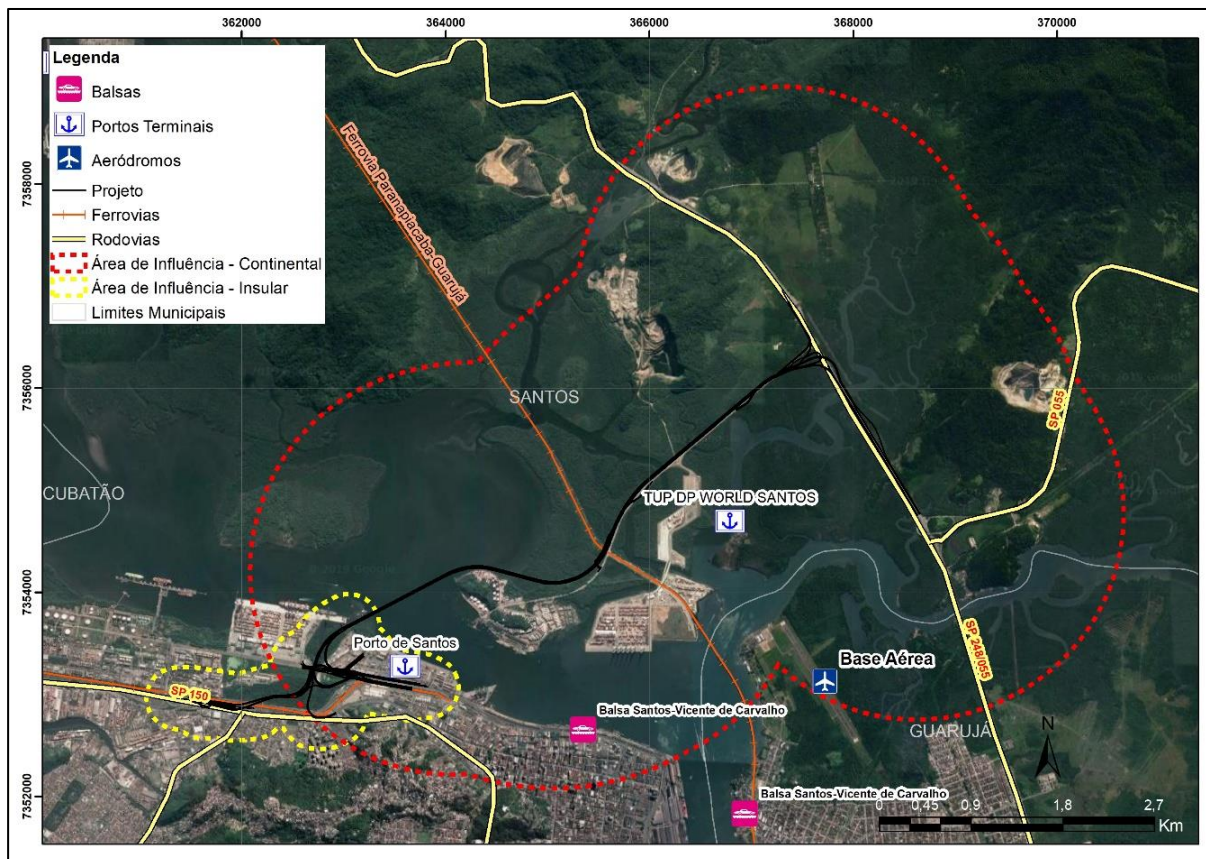 362000
364000
366000
368000
370000
Legenda
Balsas
Portos Terminais
Aeródromos
Projeto
Ferrovias
Rodovias
Área de Influência - Continental
Área de Influência - Insular
Limites Municipais
7358000
7356000
7354000
7352000
Ferrovia Paranapiacaba-Guarujá
SANTOS
CUBATÃO
SP 055
TUP DP WORLD SANTOS
© 2018 Google
Porto de Santos
SP 150
Base Aérea
SP 248/055
GUARUJÁ
Balsa Santos-Vicente de Carvalho
Balsa Santos-Vicente de Carvalho
N
0 0,45 0,9 1,8 2,7
Km